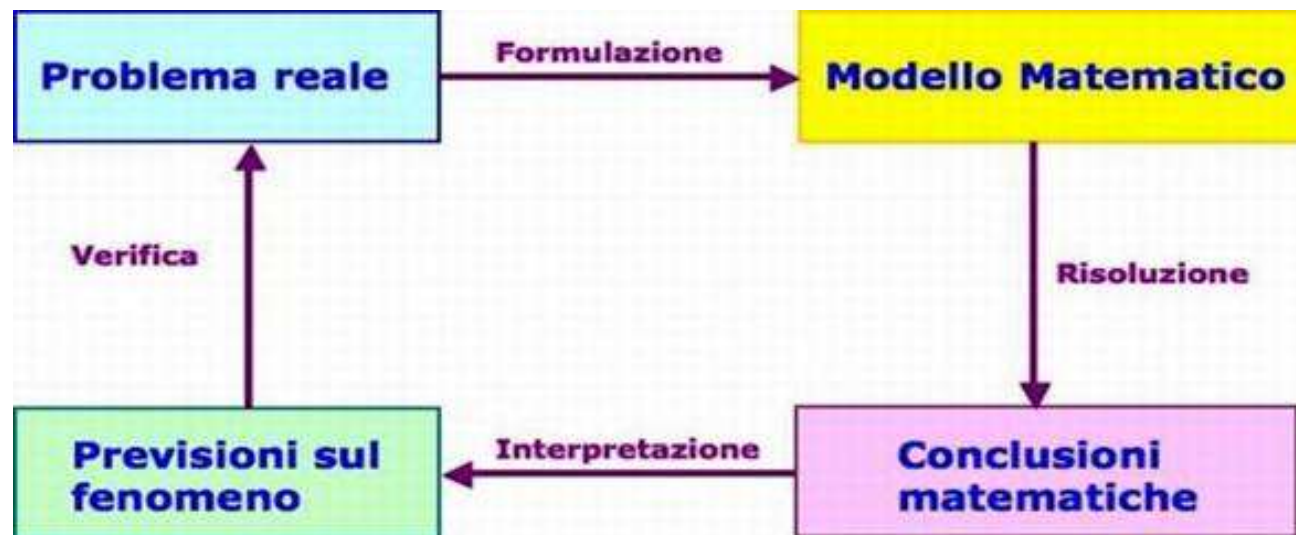 Problema reale
Formulazione
Modello Matematico
Verifica
Risoluzione
Previsioni sul
fenomeno
Interpretazione
Conclusioni
matematiche